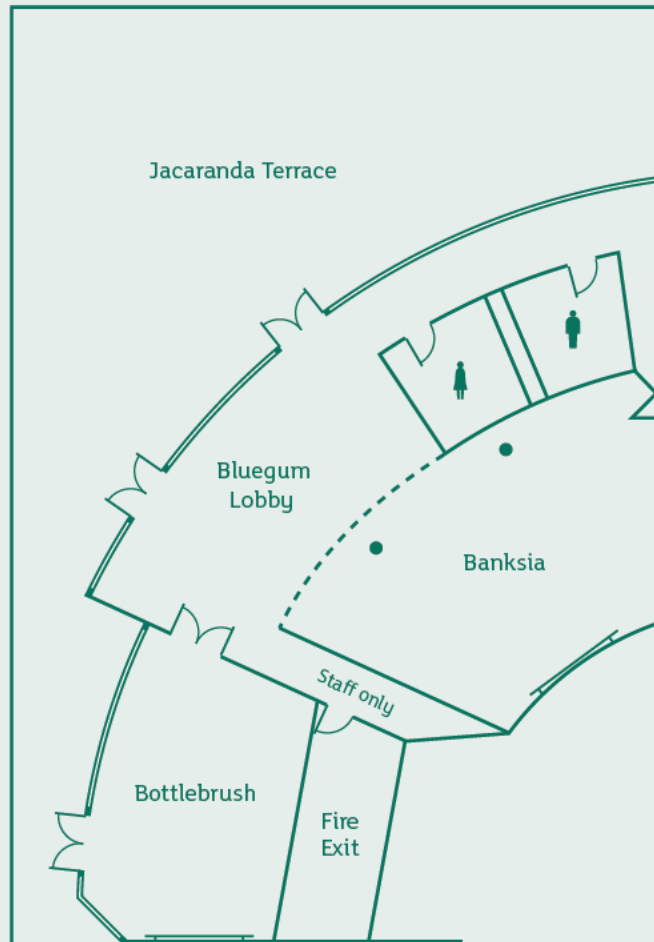 Jacaranda Terrace
Bluegum
Lobby
Banksia
Staff only
Bottlebrush
Fire
Exit